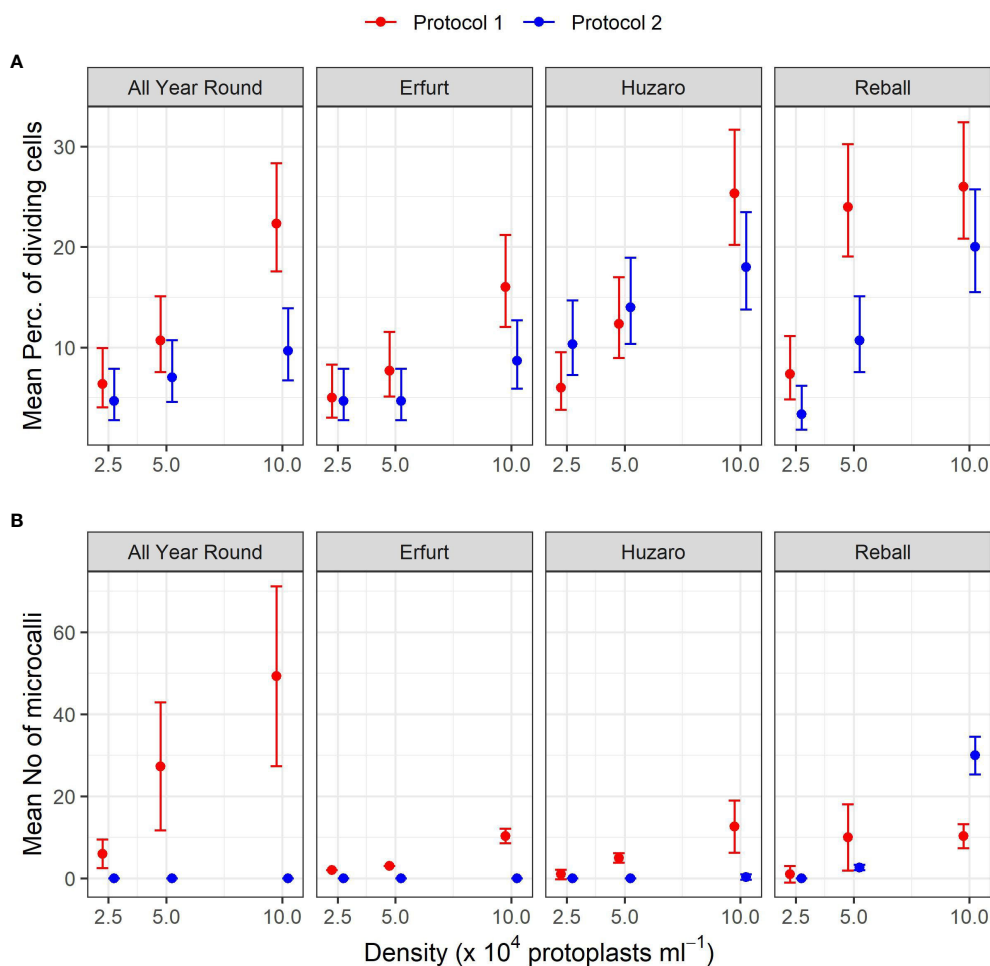 Protocol 1 Protocol 2
A
All Year Round Erfurt Huzaro Reball
Mean Perc. of dividing cells
30
20
10
2.5 5.0 10.0 2.5 5.0 10.0 2.5 5.0 10.0 2.5 5.0 10.0
B
All Year Round Erfurt Huzaro Reball
Mean No of microcalli
60
40
20
0
2.5 5.0 10.0 2.5 5.0 10.0 2.5 5.0 10.0 2.5 5.0 10.0
Density (x 10⁴ protoplasts ml⁻¹)